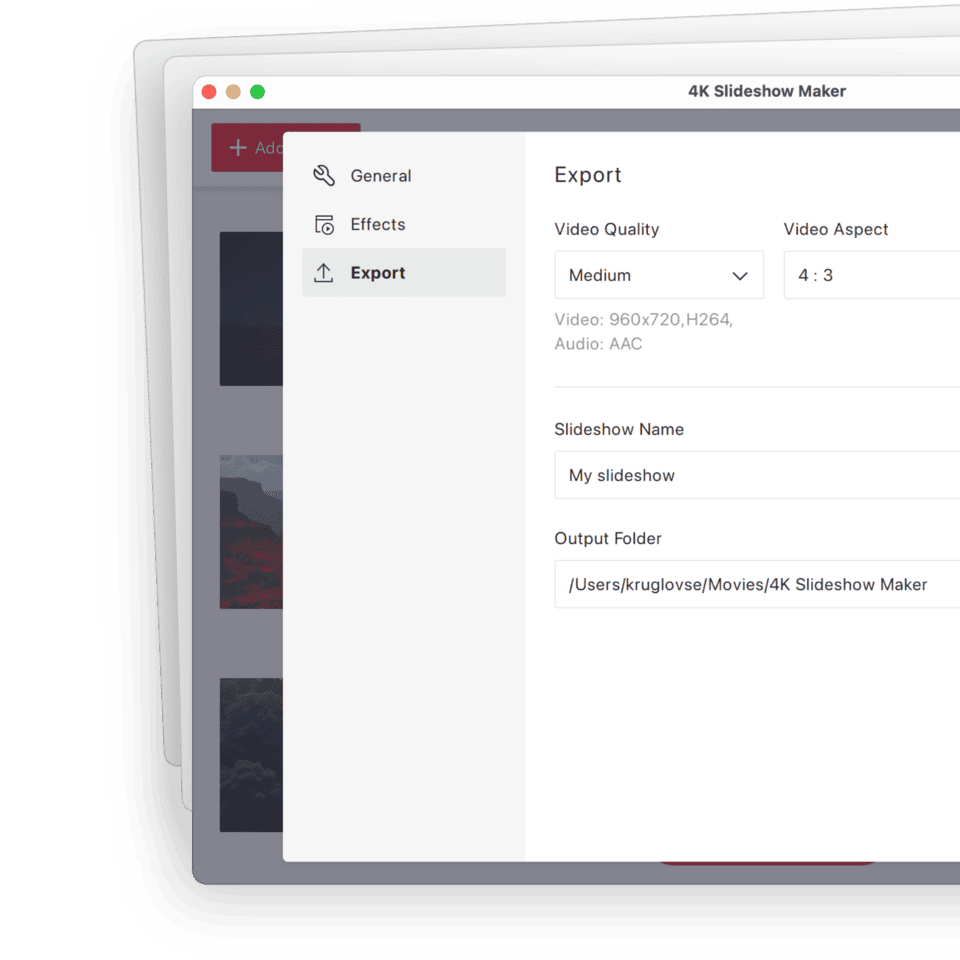 4K Slideshow Maker
General
Effects
Export
Export
Video Quality
Video Aspect
Medium
4 : 3
Video: 960x720,H264,
Audio: AAC
Slideshow Name
My slideshow
Output Folder
/Users/kruglovse/Movies/4K Slideshow Maker